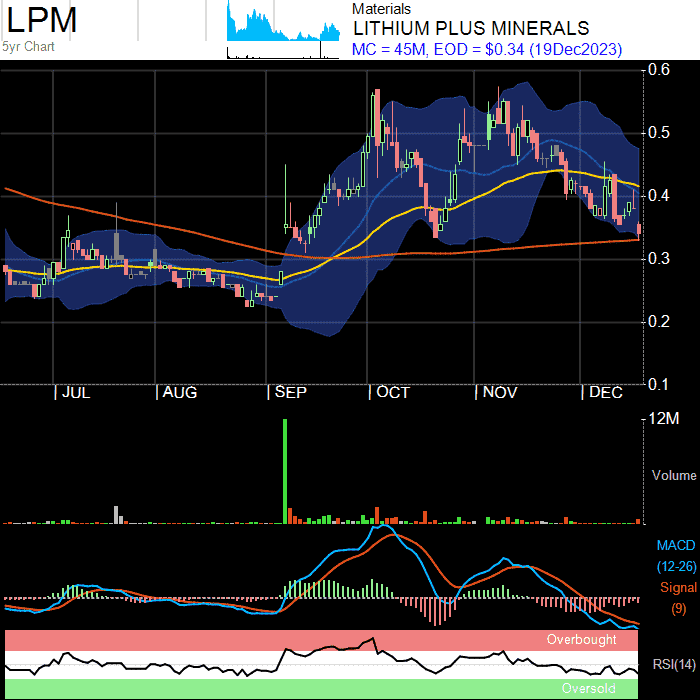 LPM
5yr Chart
Materials
LITHIUM PLUS MINERALS
MC = 45M, EOD = $0.34 (19Dec2023)
0.6
0.5
0.4
0.3
0.2
0.1
JUL
AUG
SEP
OCT
NOV
DEC
12M
Volume
MACD
(12-26)
Signal
(9)
Overbought
RSI(14)
Oversold